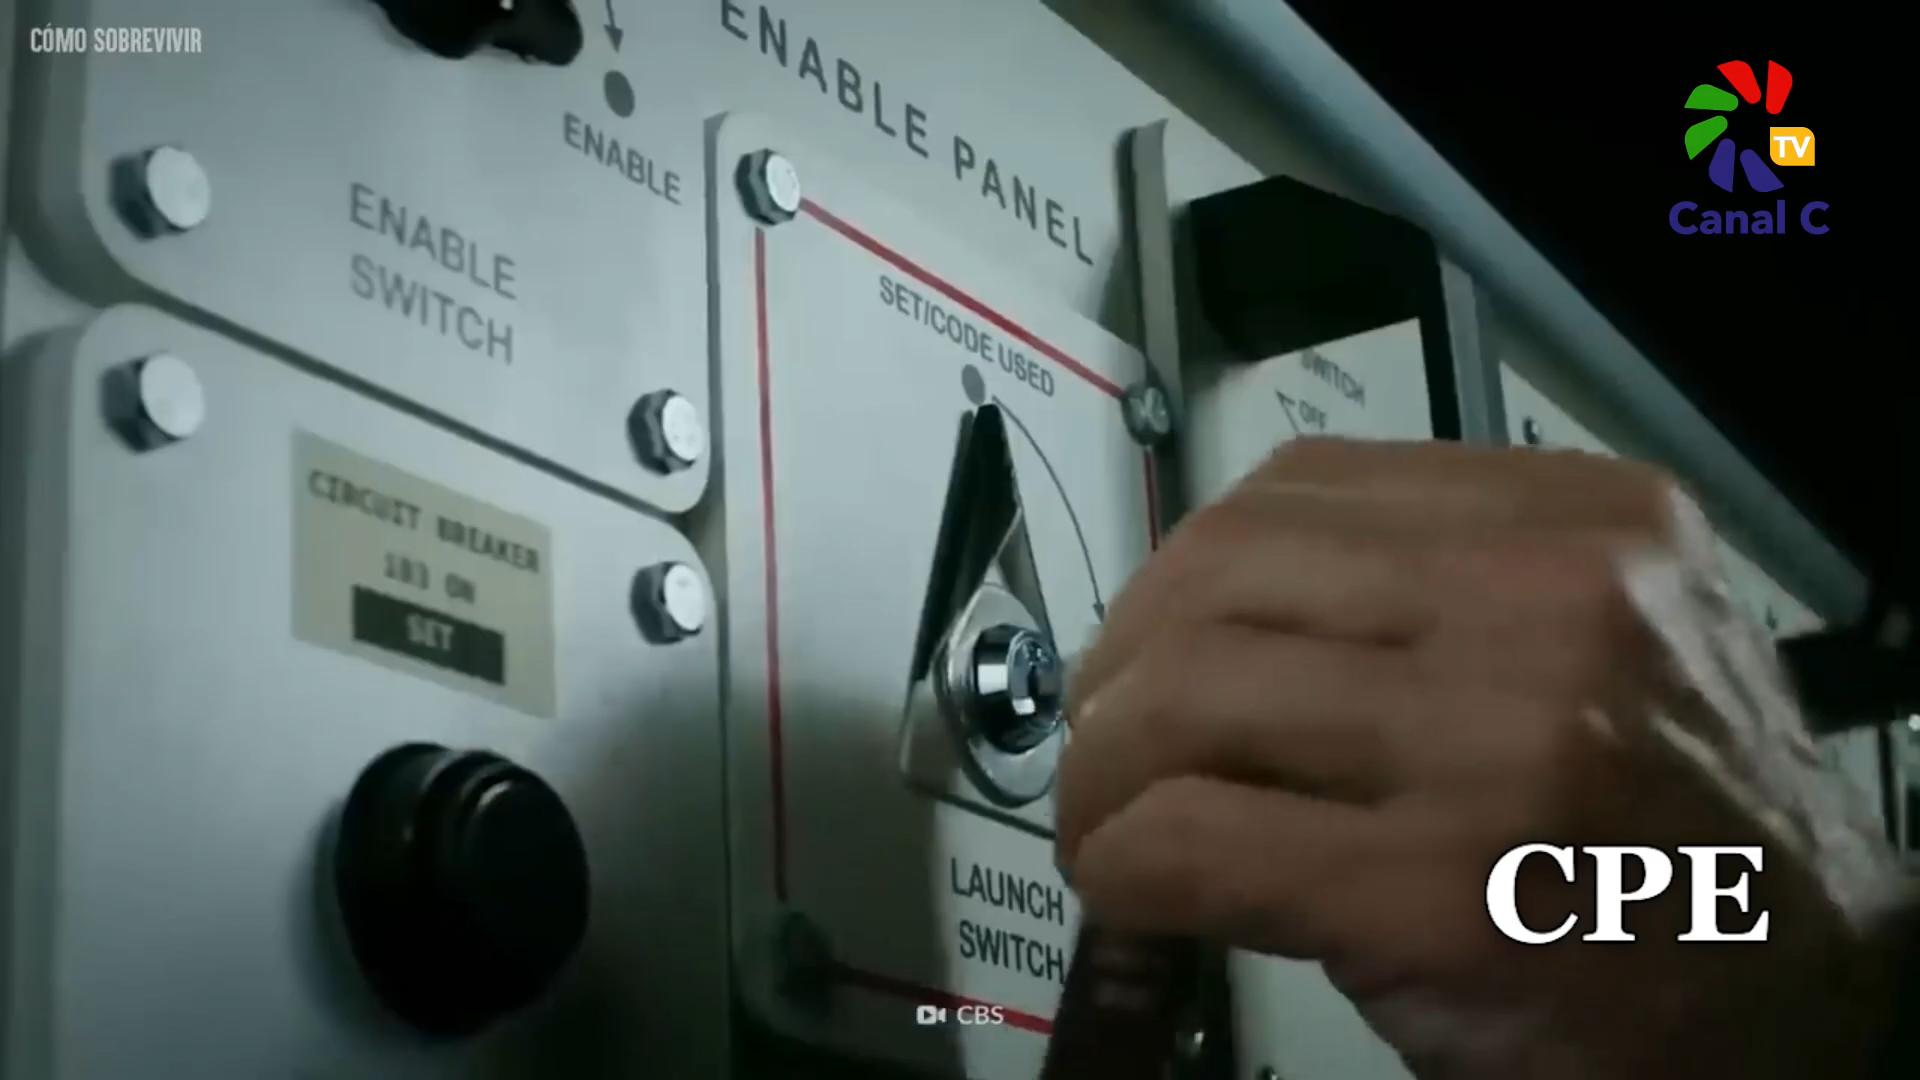 CÓMO SOBREVIVIR
ENABLE PANEL
ENABLE
ENABLE
SWITCH
SET/CODE USED
SWITCH
OFF
CIRCUIT BREAKER
103 ON
SET
LAUNCH
SWITCH
TV
Canal C
CPE
CBS